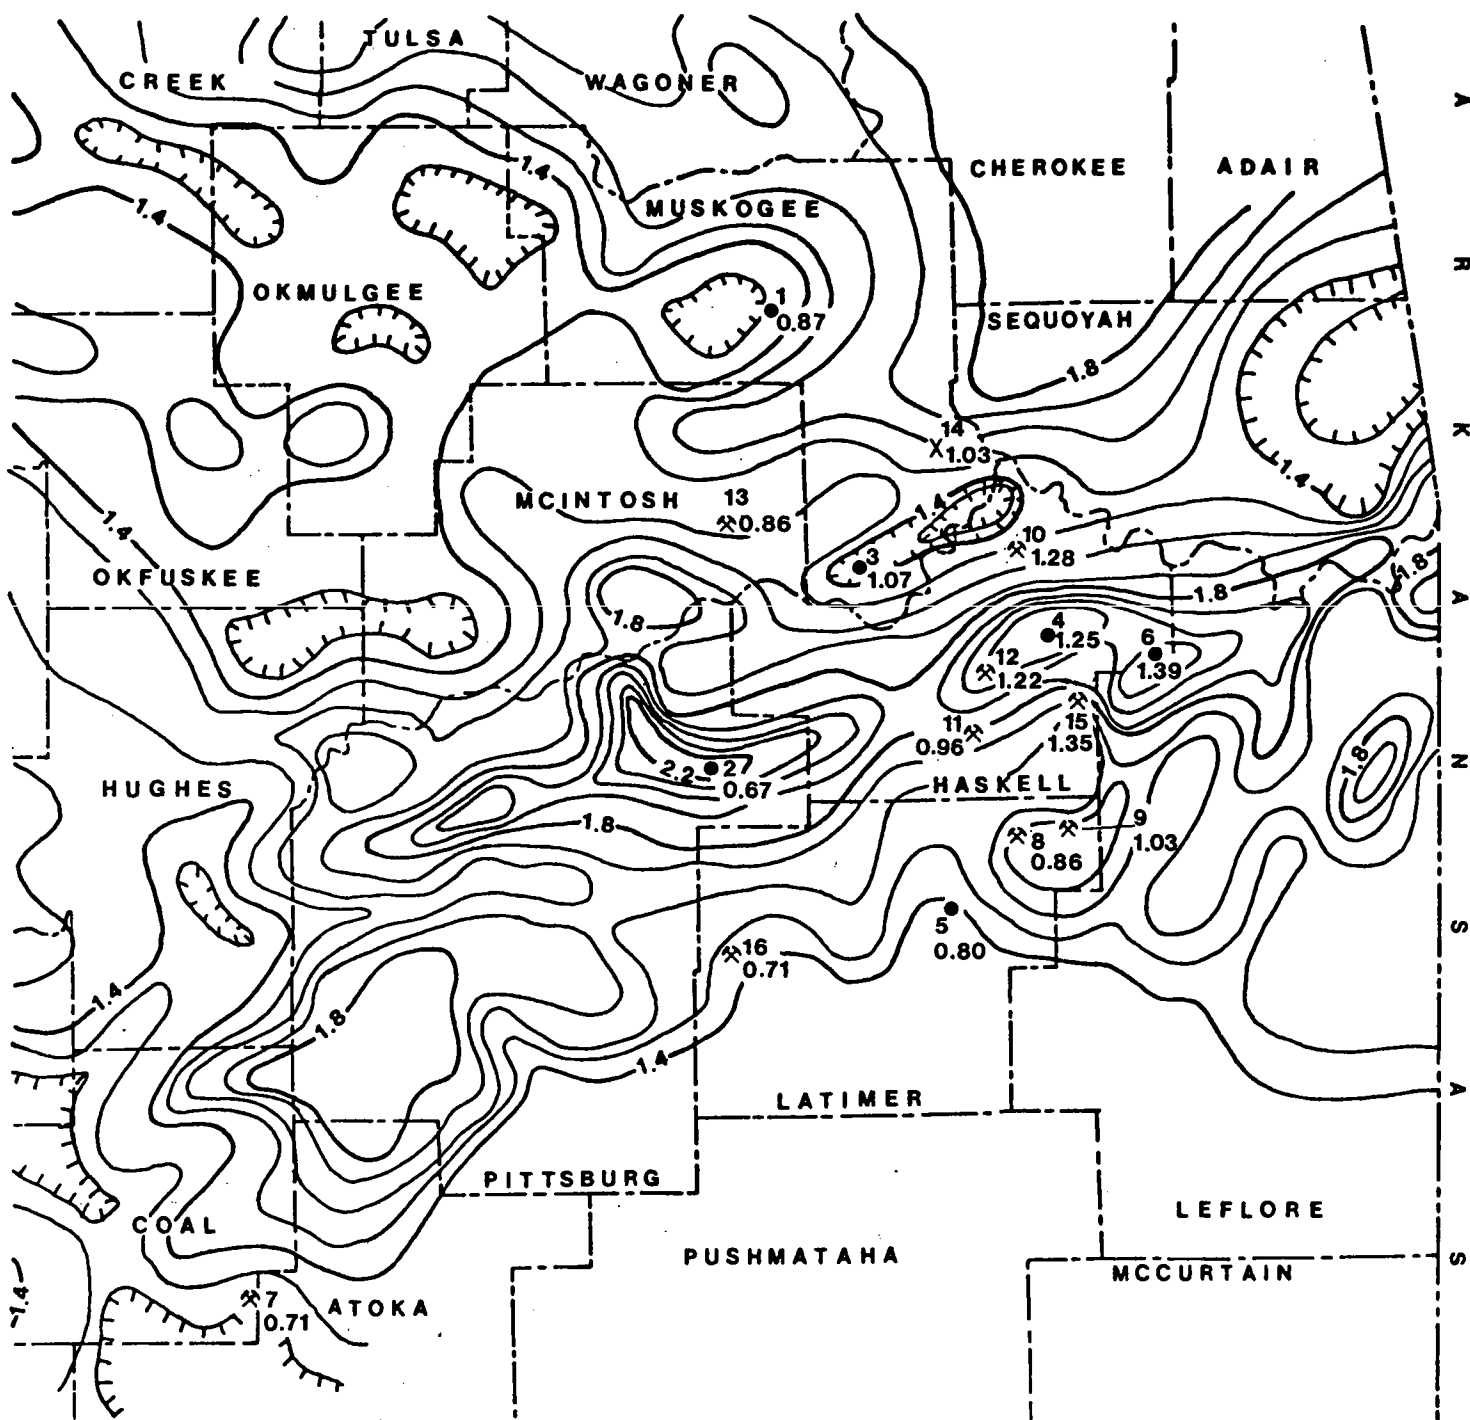 TULSA
CREEK
WAGONER
A
1.4
CHEROKEE
ADAIR
1.4
MUSKOGEE
R
OKMULGEE
1
0.87
SEQUOYAH
1.8
14
1.03
K
1.4
MCINTOSH
13
0.86
1.4
1.4
10
1.28
3
1.07
OKFUSKEE
1.8
1.8
A
1.8
4
1.25
6
1.39
12
1.22
11
0.96
15
1.35
1.8
N
2.2
2
0.67
HASKELL
HUGHES
1.8
8
0.86
9
1.03
S
5
0.80
16
0.71
1.4
1.8
1.4
A
LATIMER
PITTSBURG
COAL
LEFLORE
PUSHMATAHA
MCCURTAIN
S
1.4
7
0.71
ATOKA